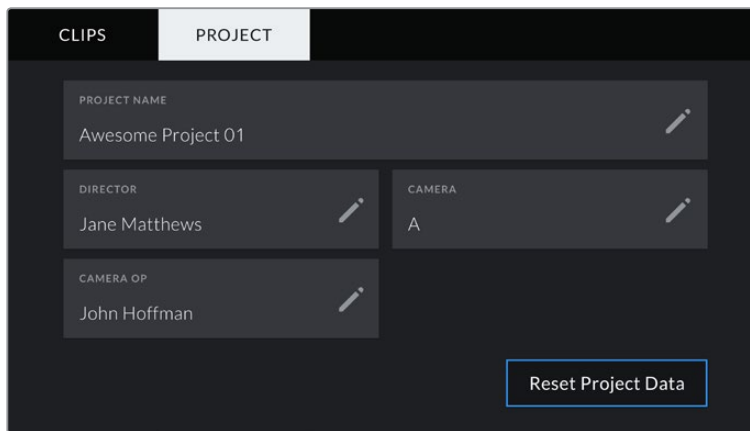 CLIPS PROJECT
PROJECT NAME
Awesome Project 01
DIRECTOR
Jane Matthews
CAMERA
A
CAMERA OP
John Hoffman
Reset Project Data